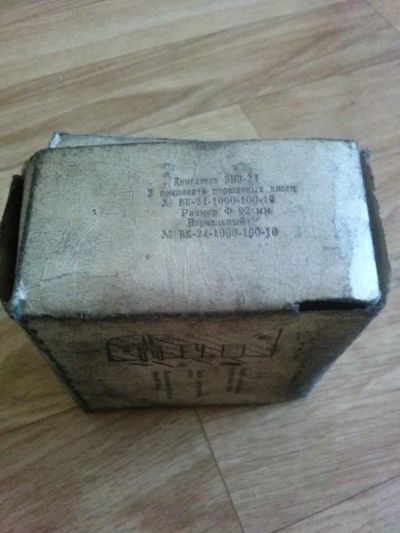 Двигатель ЗМЗ-24
2 комплекта поршневых колец
№ ВК-24-1000-100-10
Размер Ф 92 мм
Нормальный
№ ВК-24-1000-100-10